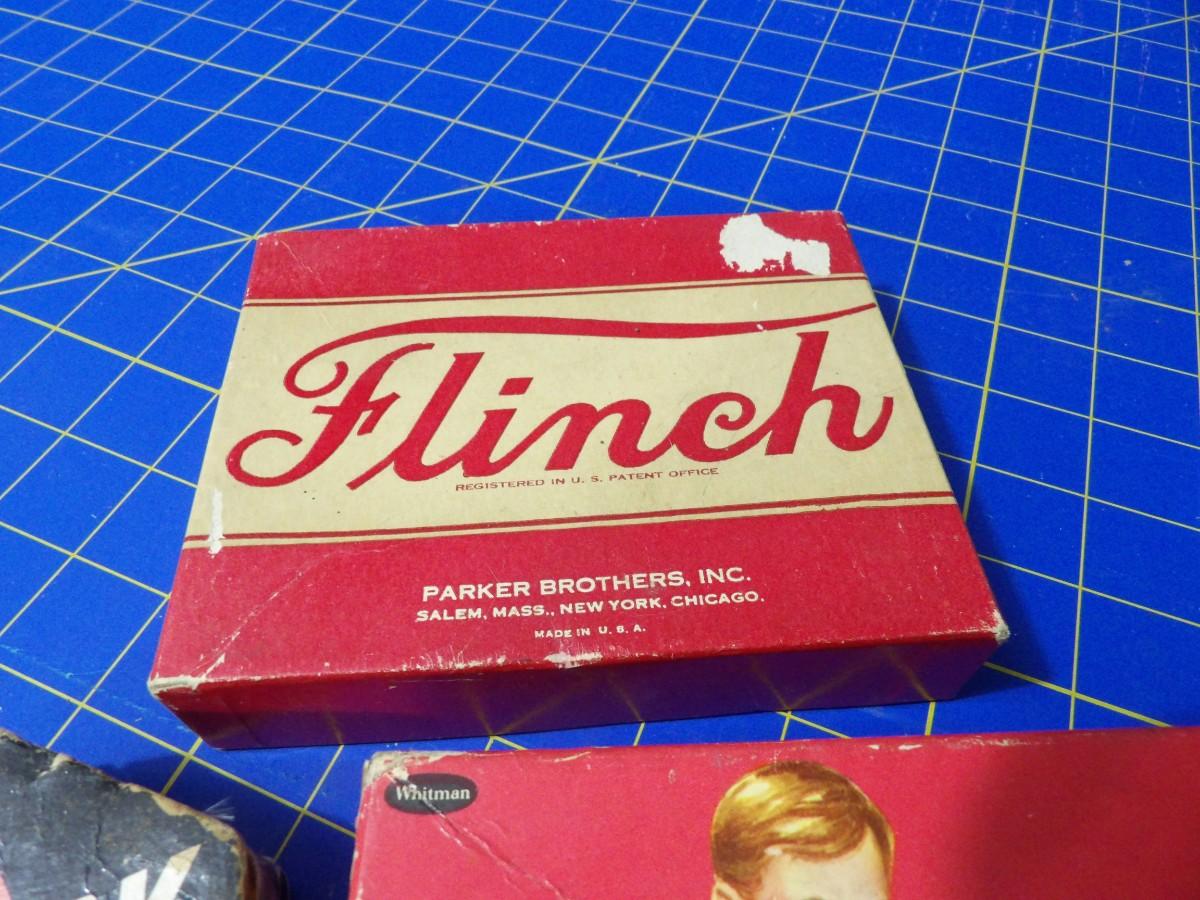 Flinch
REGISTERED IN U. S. PATENT OFFICE
PARKER BROTHERS, INC.
SALEM, MASS., NEW YORK, CHICAGO.
MADE IN U. S. A.
Whitman